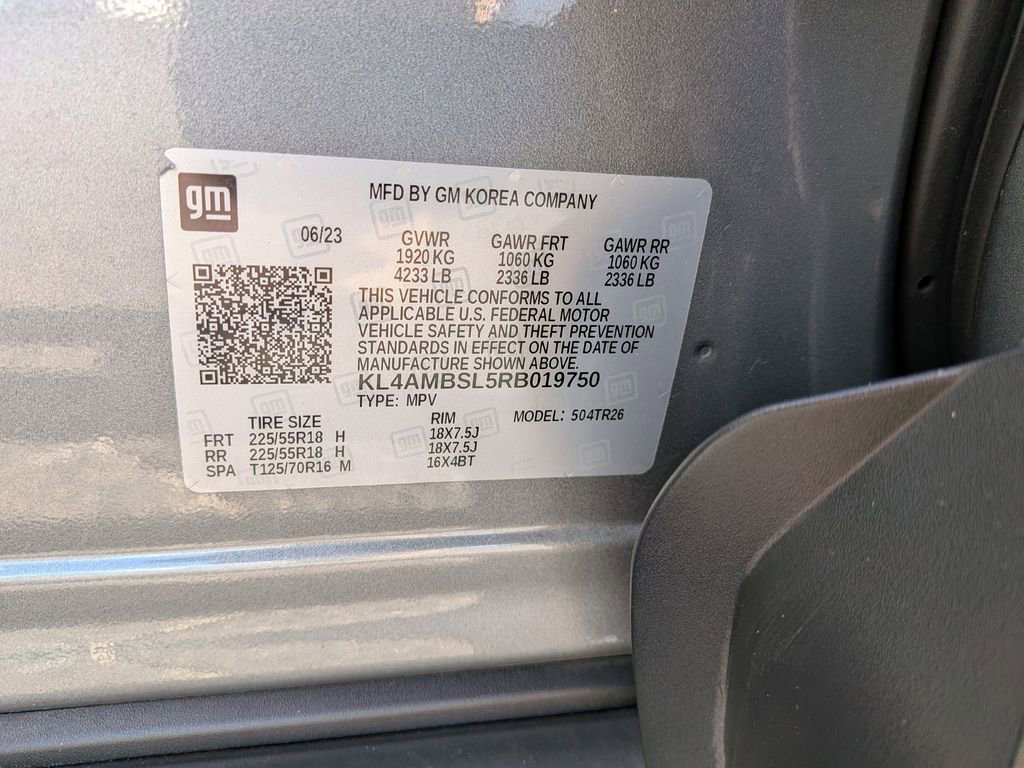 gm
MFD BY GM KOREA COMPANY
06/23
GVWR GAWR FRT GAWR RR
1920 KG 1060 KG 1060 KG
4233 LB 2336 LB 2336 LB
THIS VEHICLE CONFORMS TO ALL
APPLICABLE U.S. FEDERAL MOTOR
VEHICLE SAFETY AND THEFT PREVENTION
STANDARDS IN EFFECT ON THE DATE OF
MANUFACTURE SHOWN ABOVE.
KL4AMBSL5RB019750
TYPE: MPV
MODEL: 504TR26
TIRE SIZE RIM
FRT 225/55R18 H 18X7.5J
RR 225/55R18 H 18X7.5J
SPA T125/70R16 M 16X4BT